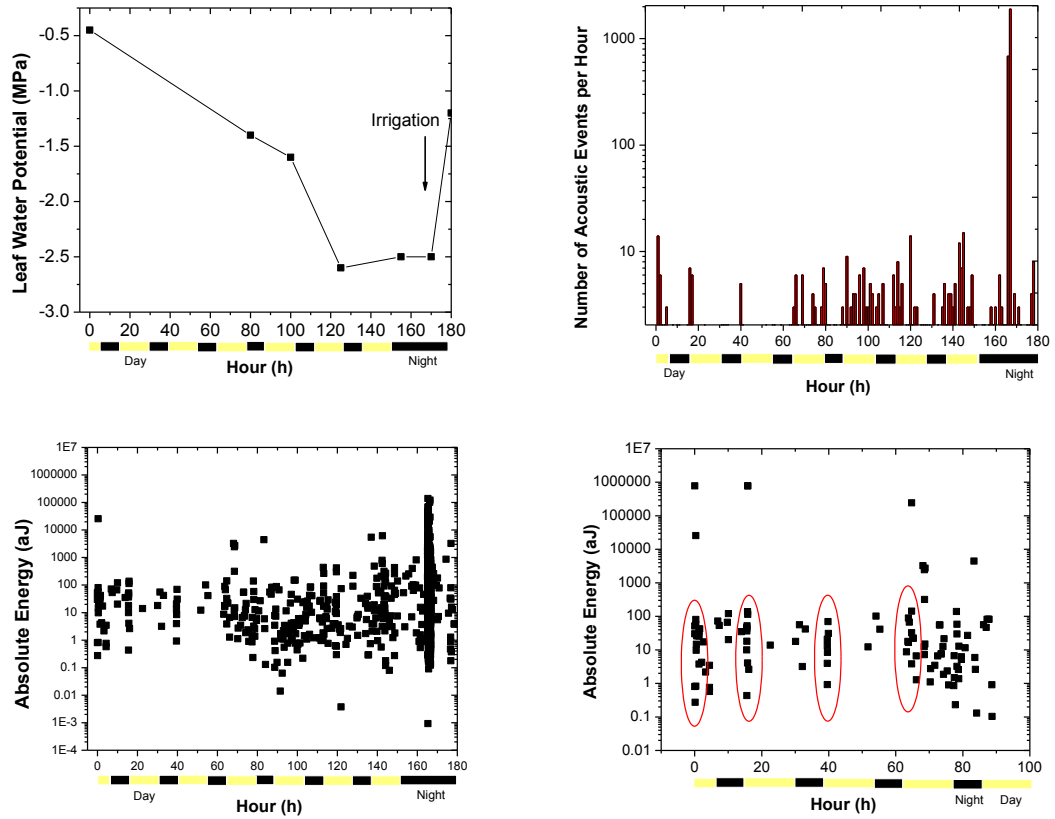 Leaf Water Potential (MPa)
-0.5
-1.0
-1.5
-2.0
-2.5
-3.0
Irrigation
0 20 40 60 80 100 120 140 160 180
Day Night
Hour (h)
Number of Acoustic Events per Hour
1000
100
10
0 20 40 60 80 100 120 140 160 180
Day Night
Hour (h)
Absolute Energy (aJ)
1E7
1000000
100000
10000
1000
100
10
1
0.1
0.01
1E-3
1E-4
0 20 40 60 80 100 120 140 160 180
Day Night
Hour (h)
Absolute Energy (aJ)
1E7
1000000
100000
10000
1000
100
10
1
0.1
0.01
0 20 40 60 80 100
Night Day
Hour (h)